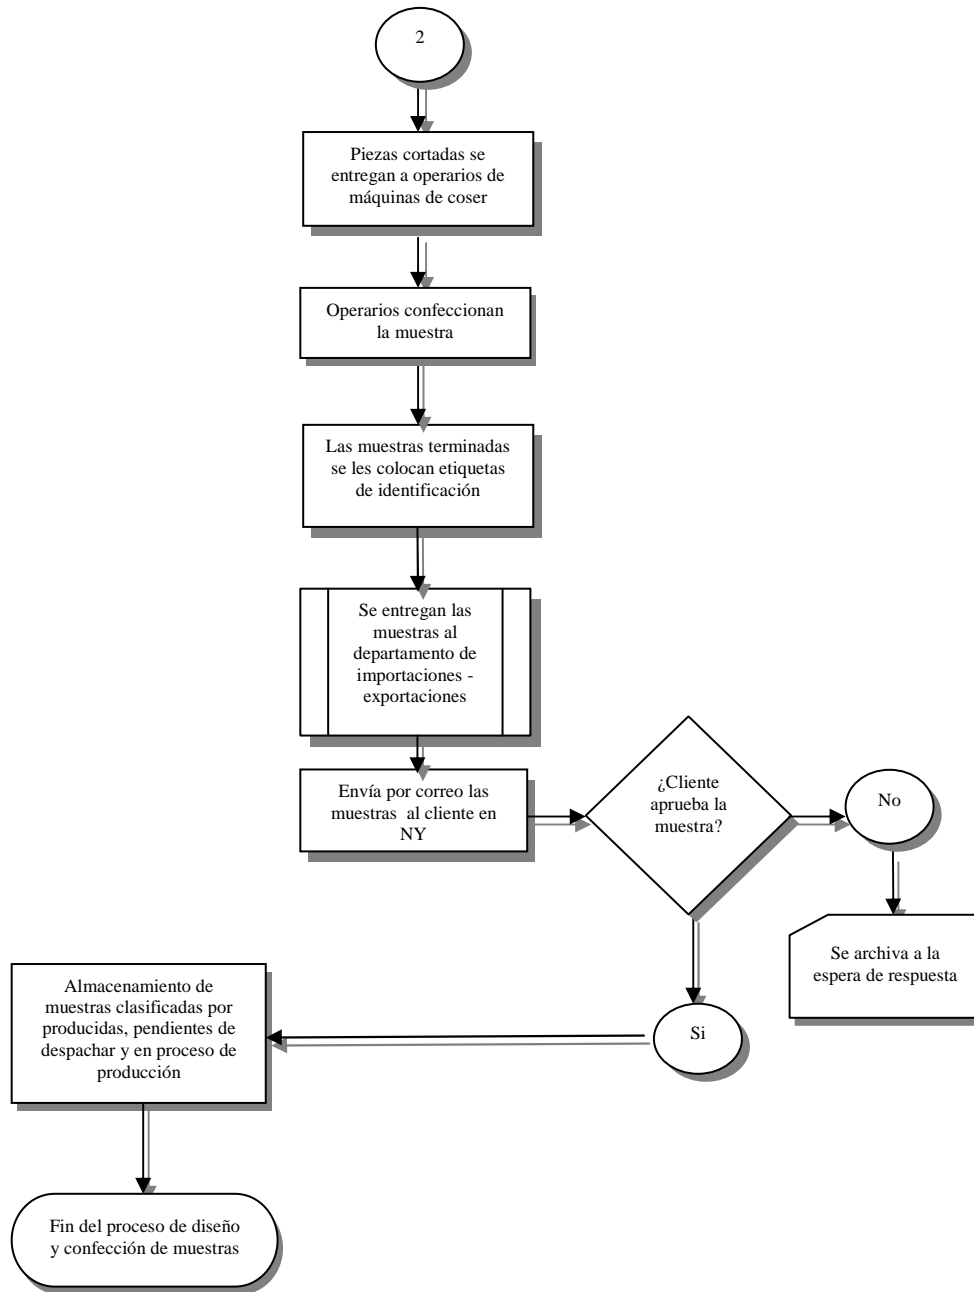 2
Piezas cortadas se
entregan a operarios de
máquinas de coser
Operarios confeccionan
la muestra
Las muestras terminadas
se les colocan etiquetas
de identificación
Se entregan las
muestras al
departamento de
importaciones -
exportaciones
Envía por correo las
muestras al cliente en
NY
¿Cliente
aprueba la
muestra?
No
Se archiva a la
espera de respuesta
Si
Almacenamiento de
muestras clasificadas por
producidas, pendientes de
despachar y en proceso de
producción
Fin del proceso de diseño
y confección de muestras